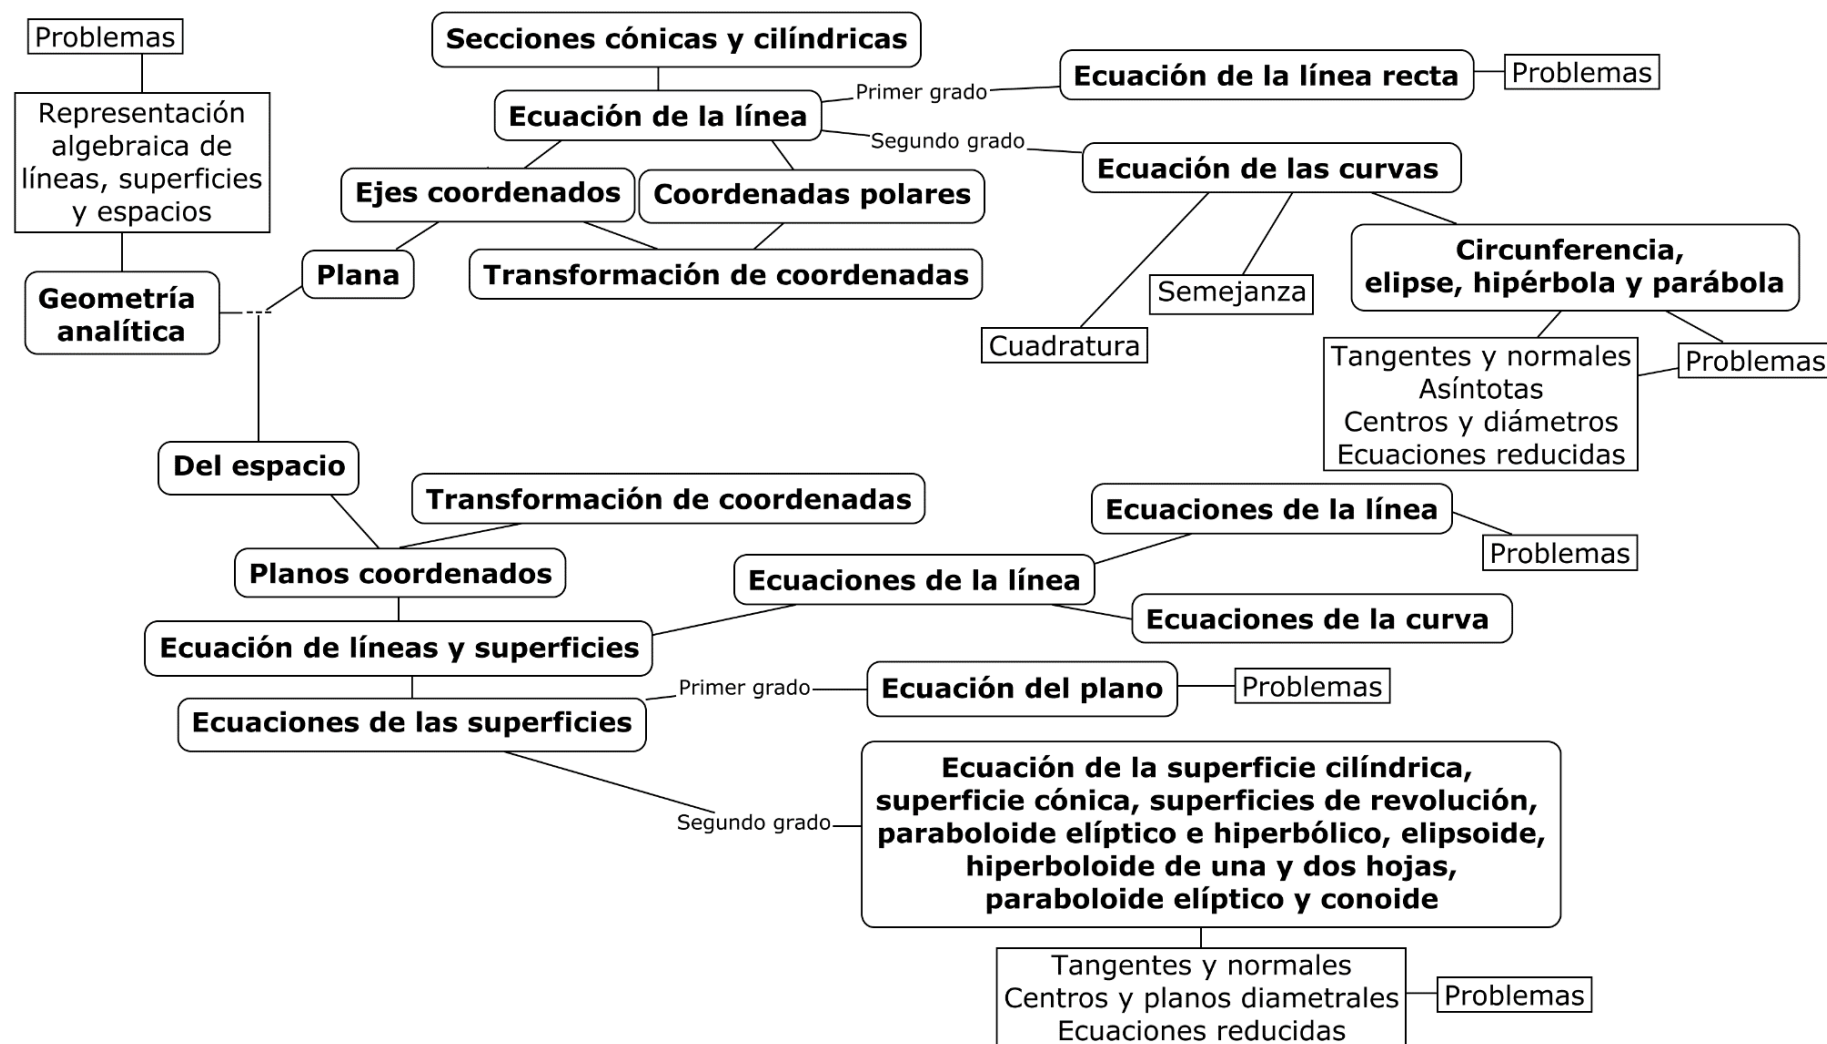 Problemas
Secciones cónicas y cilíndricas
Ecuación de la línea recta
Problemas
Primer grado
Representación
algebraica de
líneas, superficies
y espacios
Ecuación de la línea
Segundo grado
Ecuación de las curvas
Ejes coordenados
Coordenadas polares
Plana
Transformación de coordenadas
Circunferencia,
elipse, hipérbola y parábola
Semejanza
Geometría
analítica
Cuadratura
Tangentes y normales
Asíntotas
Centros y diámetros
Ecuaciones reducidas
Problemas
Del espacio
Transformación de coordenadas
Ecuaciones de la línea
Problemas
Planos coordenados
Ecuaciones de la línea
Ecuaciones de la curva
Ecuación de líneas y superficies
Primer grado
Ecuación del plano
Problemas
Ecuaciones de las superficies
Segundo grado
Ecuación de la superficie cilíndrica,
superficie cónica, superficies de revolución,
paraboloide elíptico e hiperbólico, elipsoide,
hiperboloide de una y dos hojas,
paraboloide elíptico y conoide
Tangentes y normales
Centros y planos diametrales
Ecuaciones reducidas
Problemas